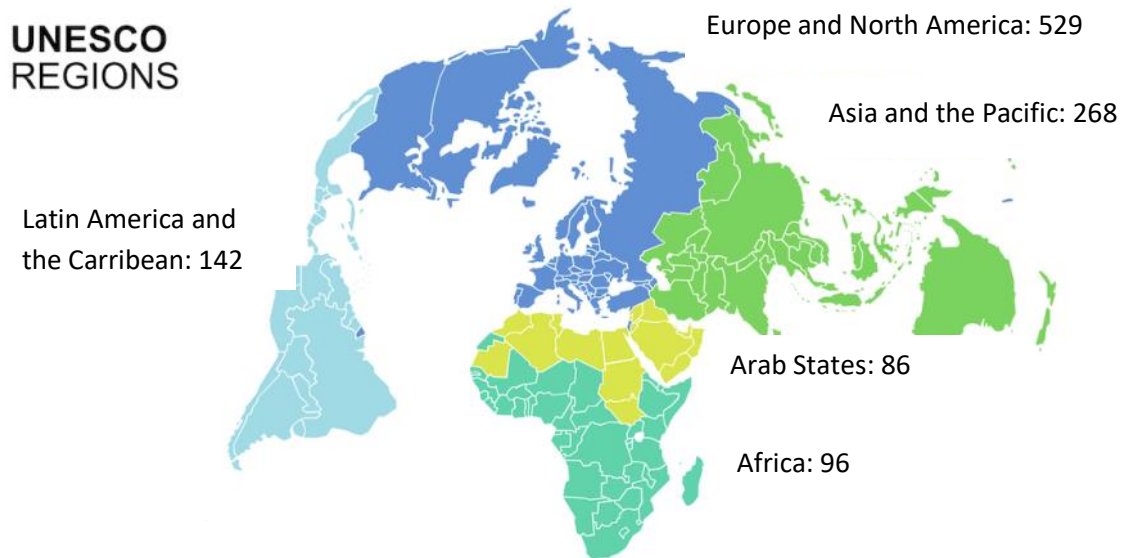 UNESCO
REGIONS
Europe and North America: 529
Asia and the Pacific: 268
Latin America and
the Carribean: 142
Arab States: 86
Africa: 96